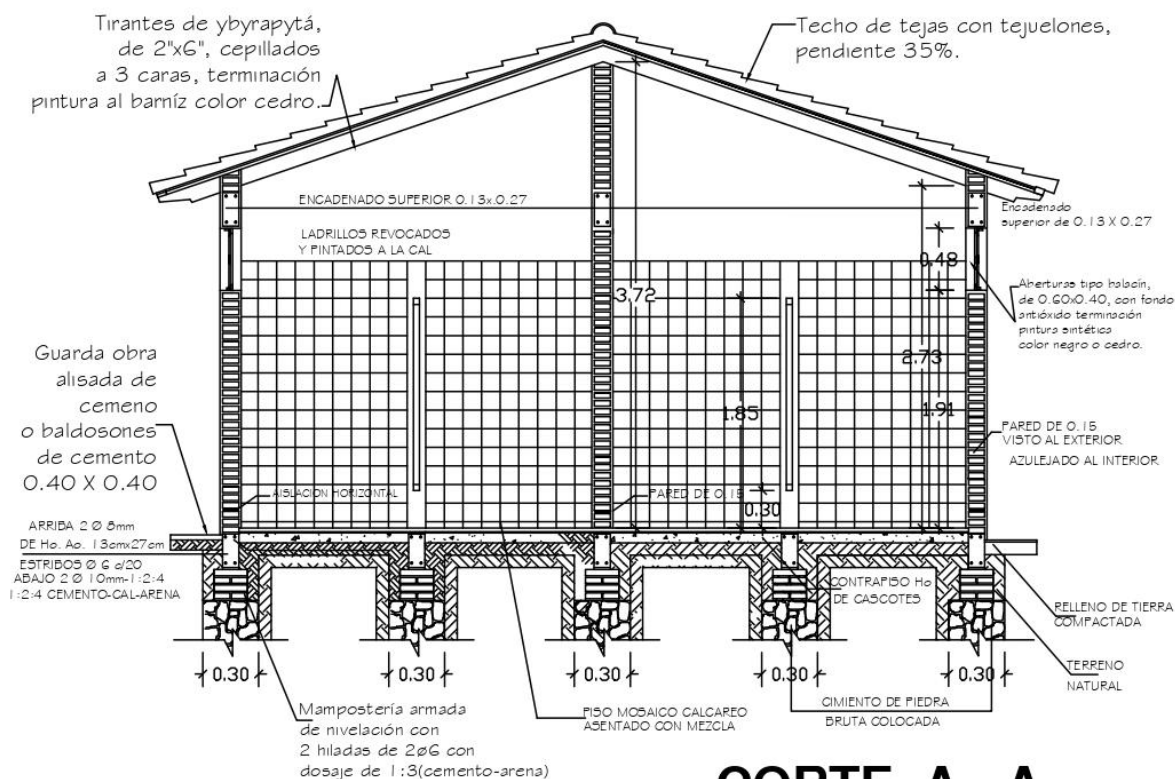 Tirantes de ybyrapytá,
de 2"x6", cepillados
a 3 caras, terminación
pintura al barníz color cedro.
Techo de tejas con tejuelones,
pendiente 35%.
ENCADENADO SUPERIOR 0.13x.0.27
Encadenado
superior de 0.13 X 0.27
LADRILLOS REVOCADOS
Y PINTADOS A LA CAL
0.48
3.72
Aberturas tipo balacín,
de 0.60x0.40, con fondo
antióxido terminación
pintura sintética
color negro o cedro.
Guarda obra
alisada de
cemeno
o baldosones
de cemento
0.40 X 0.40
2.73
1.85
1.91
PARED DE 0.15
VISTO AL EXTERIOR
AZULEJADO AL INTERIOR
AISLACION HORIZONTAL
PARED DE 0.15
0.30
ARRIBA 2 Ø 8mm
DE Ho. Ao. 13cmx27cm
ESTRIBOS Ø 6 c/20
ABAJO 2 Ø 10mm-1:2:4
1:2:4 CEMENTO-CAL-ARENA
CONTRAPISO Ho
DE CASCOTES
RELLENO DE TIERRA
COMPACTADA
TERRENO
NATURAL
0.30 0.30 0.30 0.30 0.30
CIMIENTO DE PIEDRA
BRUTA COLOCADA
PISO MOSAICO CALCAREO
ASENTADO CON MEZCLA
Mampostería armada
de nivelación con
2 hiladas de 2ø6 con
dosaje de 1:3(cemento-arena)
CORTE A - A